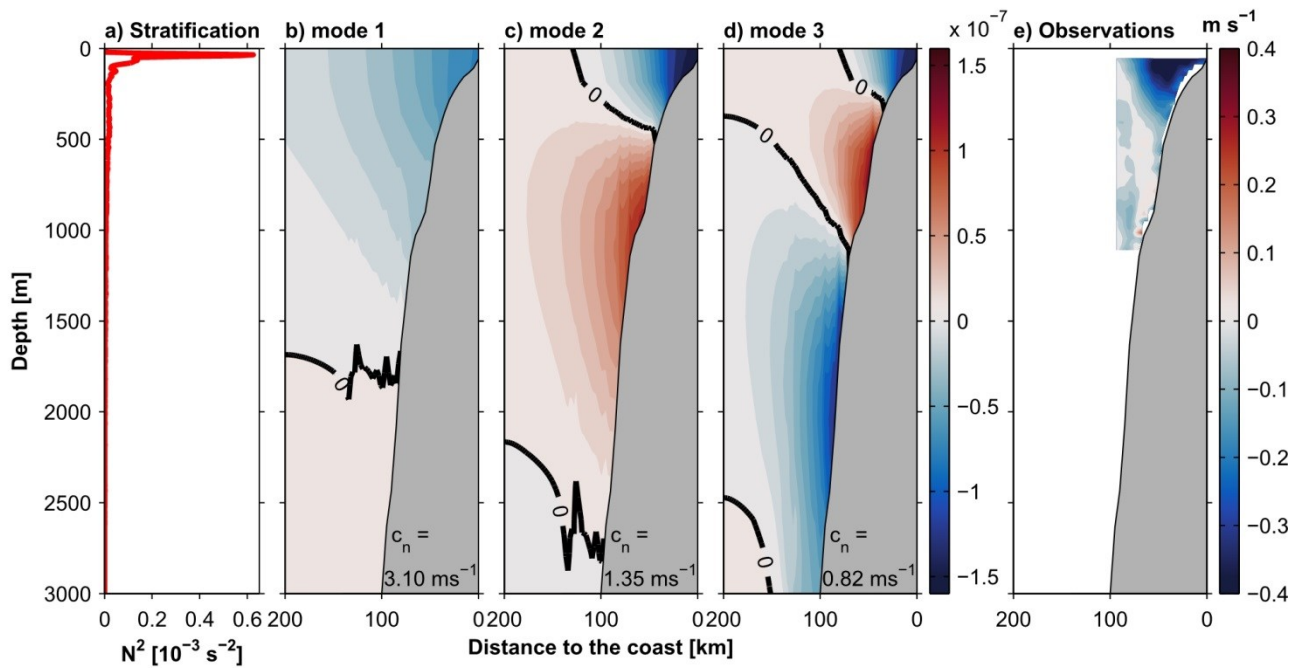 a) Stratification
b) mode 1
c) mode 2
d) mode 3
x 10⁻⁷
e) Observations
m s⁻¹
0
500
1000
1500
2000
2500
3000
Depth [m]
0 0.2 0.4 0.6
N² [10⁻³ s⁻²]
0
cₙ =
3.10 ms⁻¹
200 100 0
0
0
cₙ =
1.35 ms⁻¹
200 100 0
0
0
0
cₙ =
0.82 ms⁻¹
200 100 0
Distance to the coast [km]
1.5
1
0.5
0
−0.5
−1
−1.5
200 100 0
0.4
0.3
0.2
0.1
0
−0.1
−0.2
−0.3
−0.4